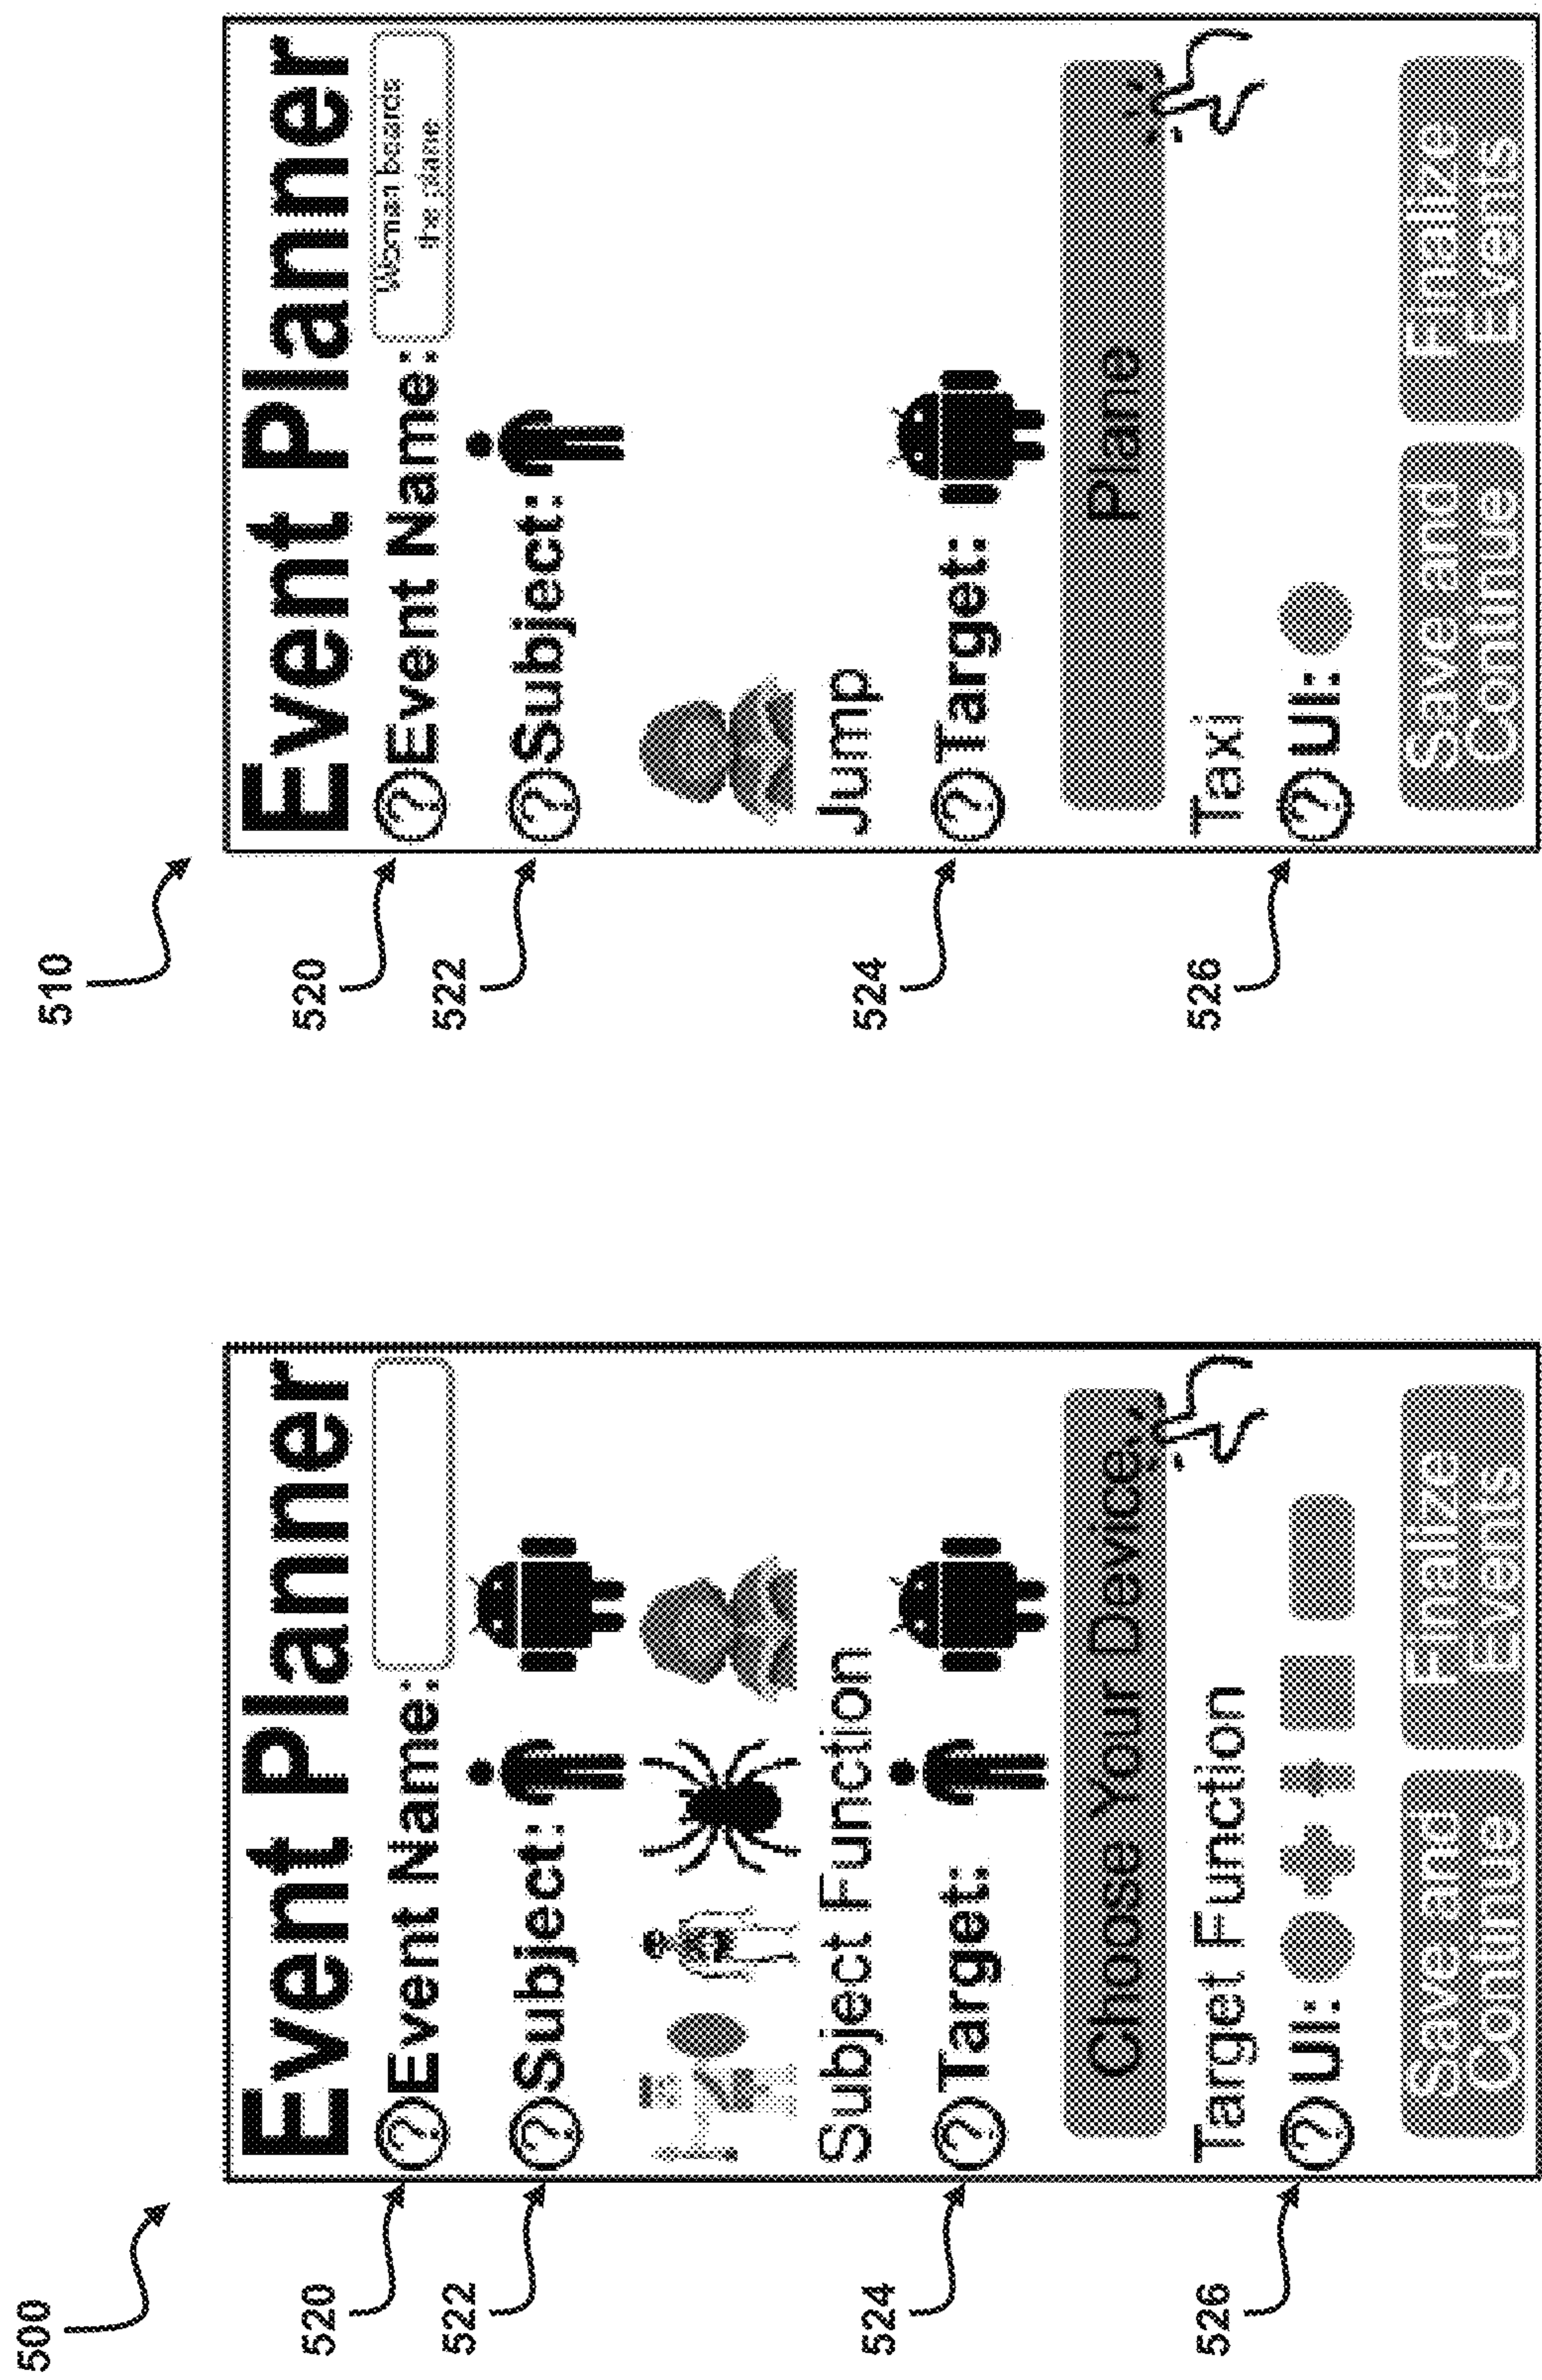 500
Event Planner
520
?Event Name:
522
?Subject:
Subject Function
524
?Target:
Choose Your Device...
Target Function
526
?UI:
Save and
Continue
Finalize
Events
510
Event Planner
520
?Event Name:
Woman boards
the plane
522
?Subject:
Jump
524
?Target:
Plane
Taxi
526
?UI:
Save and
Continue
Finalize
Events